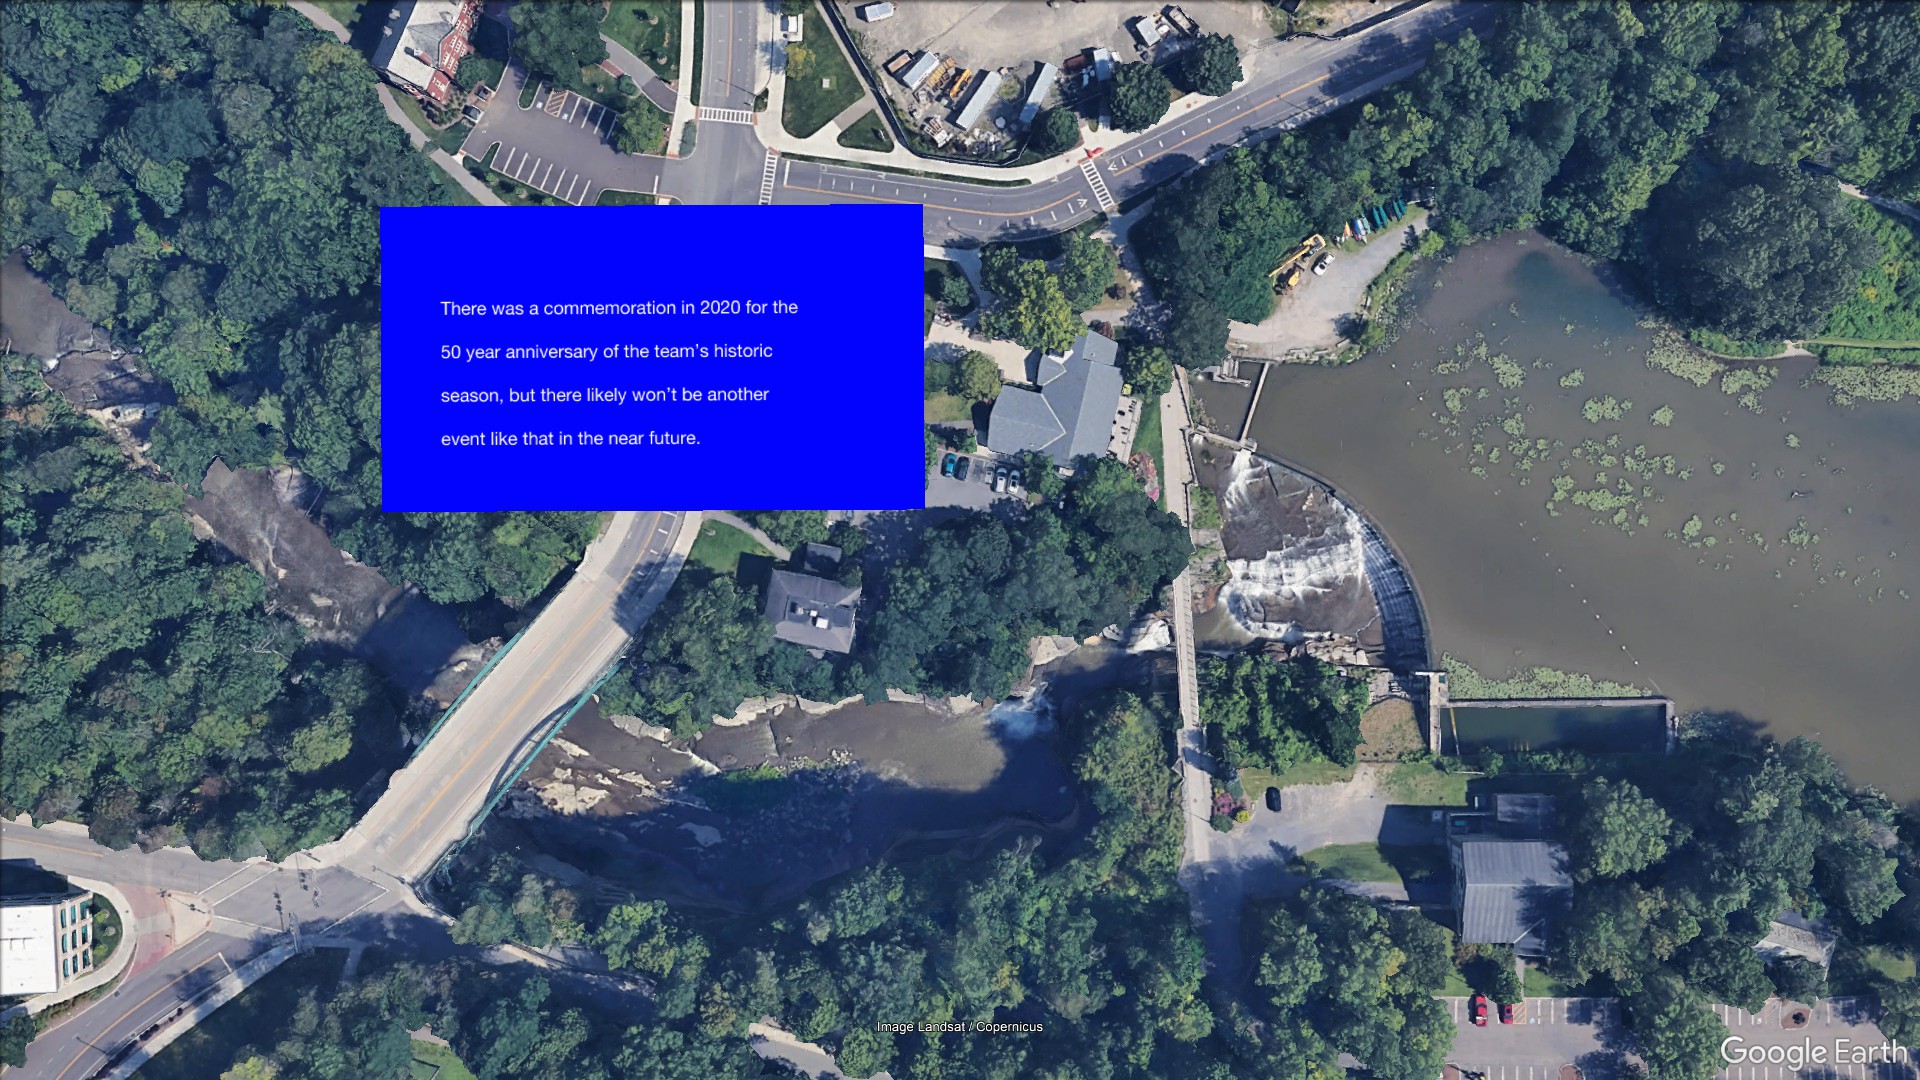 There was a commemoration in 2020 for the
50 year anniversary of the team's historic
season, but there likely won't be another
event like that in the near future.
Image Landsat / Copernicus
Google Earth